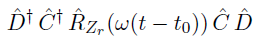 D̂† Ĉ† R̂_{Z_r}(ω(t − t₀)) Ĉ D̂